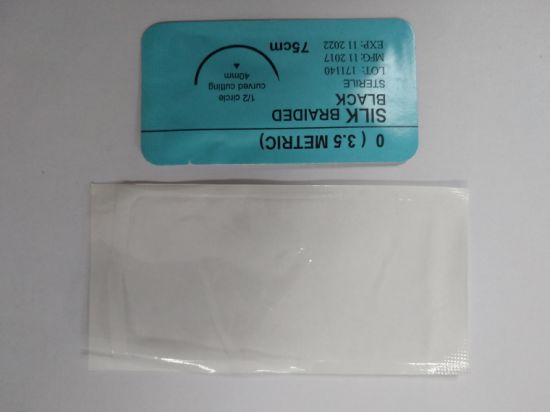 0 ( 3.5 METRIC)
SILK BRAIDED
BLACK
STERILE
LOT: 171140
MFG: 11 2017
EXP: 11 2022
1/2 circle
curved cutting
40mm
75cm